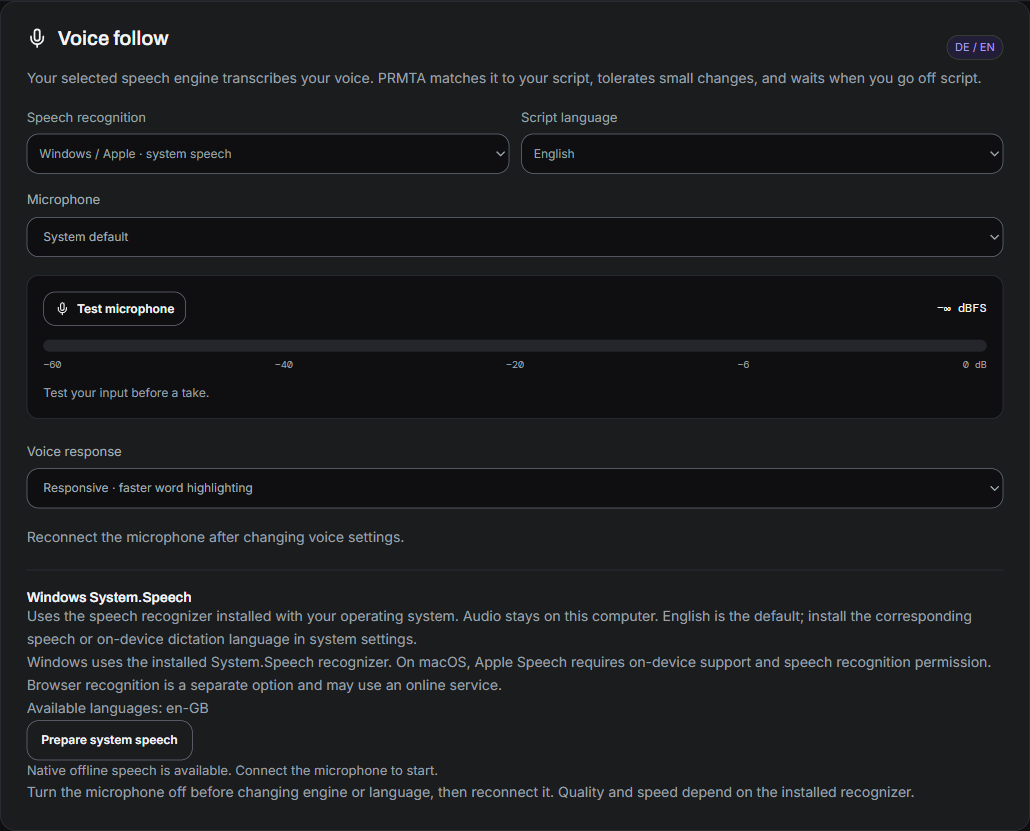 Voice follow
DE / EN
Your selected speech engine transcribes your voice. PRMTA matches it to your script, tolerates small changes, and waits when you go off script.
Speech recognition
Script language
Windows / Apple · system speech
English
Microphone
System default
Test microphone
−∞ dBFS
−60 −40 −20 −6 0 dB
Test your input before a take.
Voice response
Responsive · faster word highlighting
Reconnect the microphone after changing voice settings.
Windows System.Speech
Uses the speech recognizer installed with your operating system. Audio stays on this computer. English is the default; install the corresponding
speech or on-device dictation language in system settings.
Windows uses the installed System.Speech recognizer. On macOS, Apple Speech requires on-device support and speech recognition permission.
Browser recognition is a separate option and may use an online service.
Available languages: en-GB
Prepare system speech
Native offline speech is available. Connect the microphone to start.
Turn the microphone off before changing engine or language, then reconnect it. Quality and speed depend on the installed recognizer.